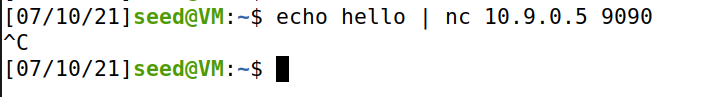 [07/10/21]seed@VM:~$ echo hello | nc 10.9.0.5 9090
^C
[07/10/21]seed@VM:~$